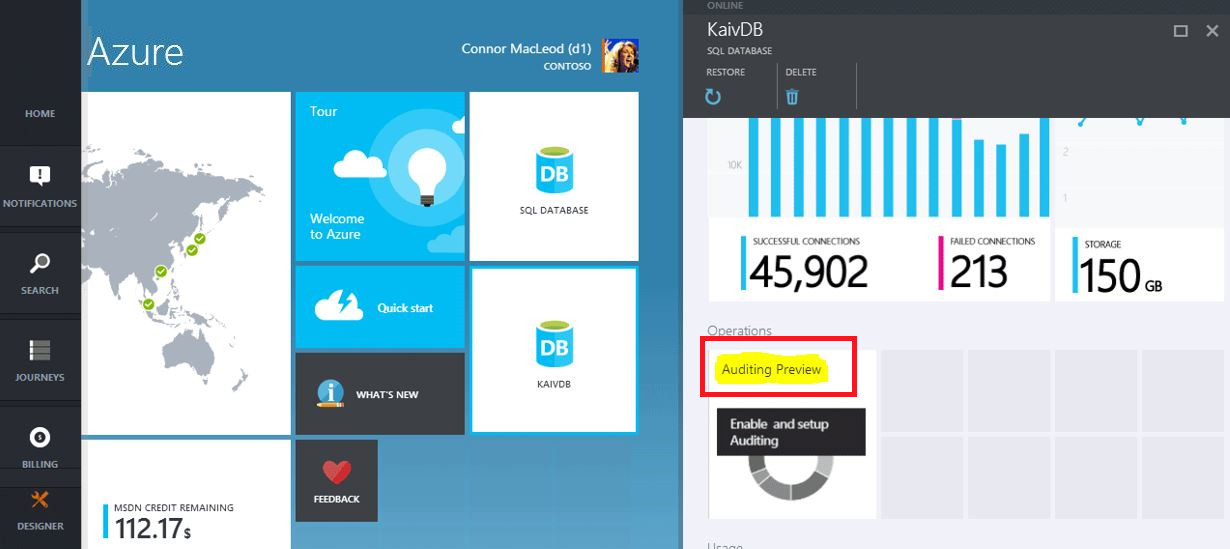 Azure
Connor MacLeod (d1)
CONTOSO
HOME
NOTIFICATIONS
SEARCH
JOURNEYS
BILLING
DESIGNER
Tour
Welcome
to Azure
DB
SQL DATABASE
Quick start
DB
KAIVDB
WHAT'S NEW
FEEDBACK
MSDN CREDIT REMAINING
112.17$
ONLINE
KaivDB
SQL DATABASE
RESTORE
DELETE
10K
2
1
SUCCESSFUL CONNECTIONS
45,902
FAILED CONNECTIONS
213
STORAGE
150 GB
Operations
Auditing Preview
Enable and setup
Auditing
Usage